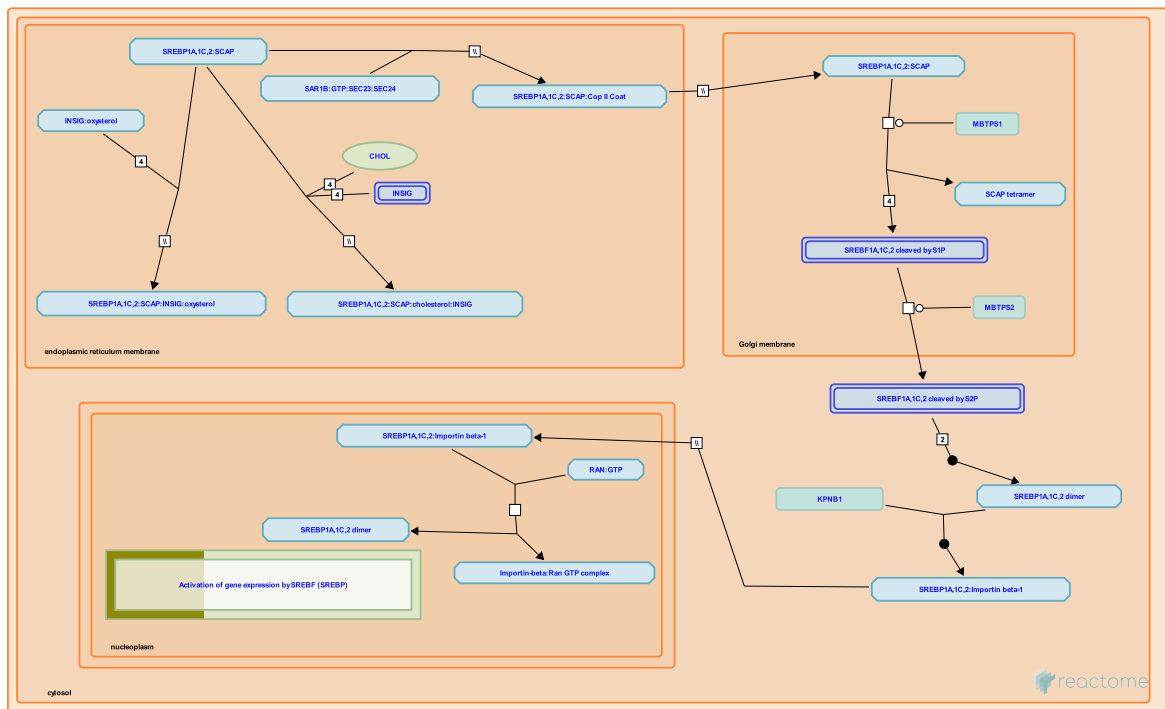 SREBP1A,1C,2:SCAP
\\
SAR1B:GTP:SEC23:SEC24
SREBP1A,1C,2:SCAP:Cop II Coat
INSIG:oxysterol
4
CHOL
4
4
INSIG
\\
\\
SREBP1A,1C,2:SCAP:INSIG:oxysterol
SREBP1A,1C,2:SCAP:cholesterol:INSIG
endoplasmic reticulum membrane
\\
SREBP1A,1C,2:SCAP
MBTPS1
SCAP tetramer
4
SREBF1A,1C,2 cleaved by S1P
MBTPS2
Golgi membrane
SREBF1A,1C,2 cleaved by S2P
2
SREBP1A,1C,2 dimer
KPNB1
SREBP1A,1C,2:Importin beta-1
\\
SREBP1A,1C,2:Importin beta-1
RAN:GTP
SREBP1A,1C,2 dimer
Importin-beta:Ran GTP complex
Activation of gene expression by SREBF (SREBP)
nucleoplasm
cytosol
reactome